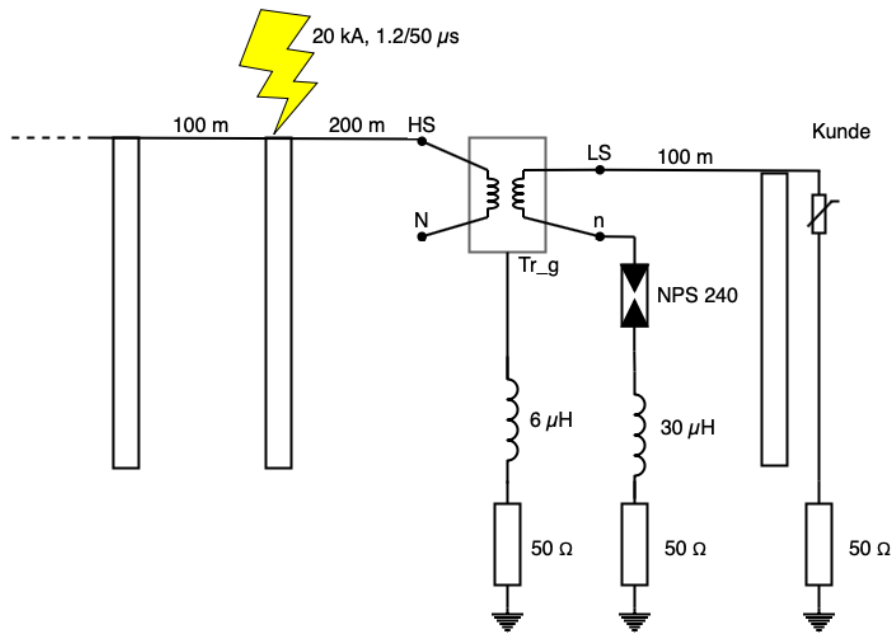 20 kA, 1.2/50 µs
100 m
200 m
HS
Kunde
LS
100 m
N
n
Tr_g
NPS 240
6 µH
30 µH
50 Ω
50 Ω
50 Ω